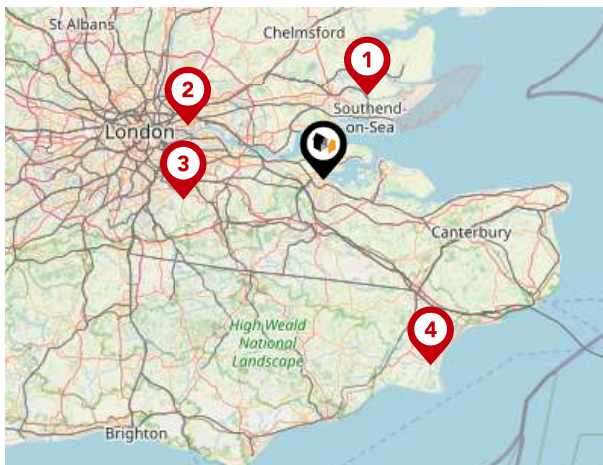 St Albans
Chelmsford
1
2
Southend-
on-Sea
London
3
Canterbury
4
High Weald
National
Landscape
Brighton